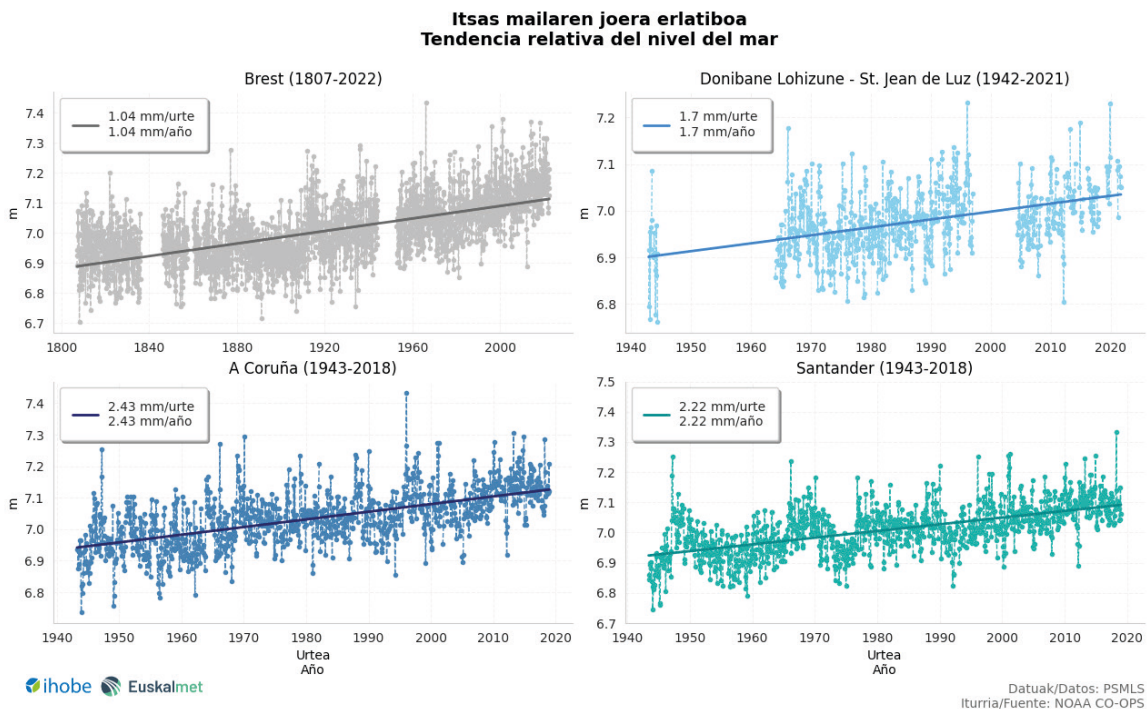 Itsas mailaren joera erlatiboa
Tendencia relativa del nivel del mar
Brest (1807-2022)
1.04 mm/urte
1.04 mm/año
7.4
7.3
7.2
7.1
7.0
6.9
6.8
6.7
m
1800
1840
1880
1920
1960
2000
Donibane Lohizune - St. Jean de Luz (1942-2021)
1.7 mm/urte
1.7 mm/año
7.2
7.1
7.0
6.9
6.8
m
1940
1950
1960
1970
1980
1990
2000
2010
2020
A Coruña (1943-2018)
2.43 mm/urte
2.43 mm/año
7.4
7.3
7.2
7.1
7.0
6.9
6.8
m
1940
1950
1960
1970
1980
1990
2000
2010
2020
Urtea
Año
Santander (1943-2018)
2.22 mm/urte
2.22 mm/año
7.5
7.4
7.3
7.2
7.1
7.0
6.9
6.8
6.7
m
1940
1950
1960
1970
1980
1990
2000
2010
2020
Urtea
Año
ihobe
Euskalmet
Datuak/Datos: PSMLS
Iturria/Fuente: NOAA CO-OPS